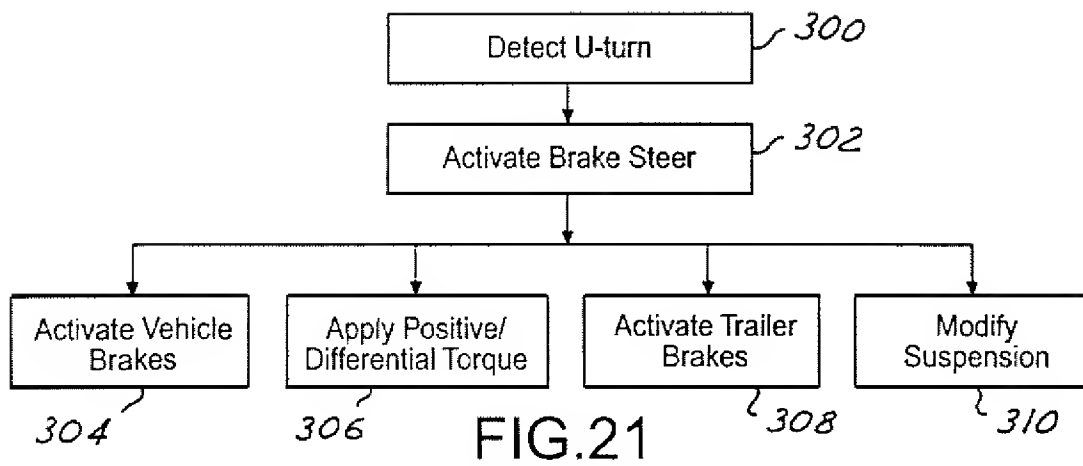 Detect U-turn
300
Activate Brake Steer
302
Activate Vehicle
Brakes
304
Apply Positive/
Differential Torque
306
Activate Trailer
Brakes
308
Modify
Suspension
310
FIG.21